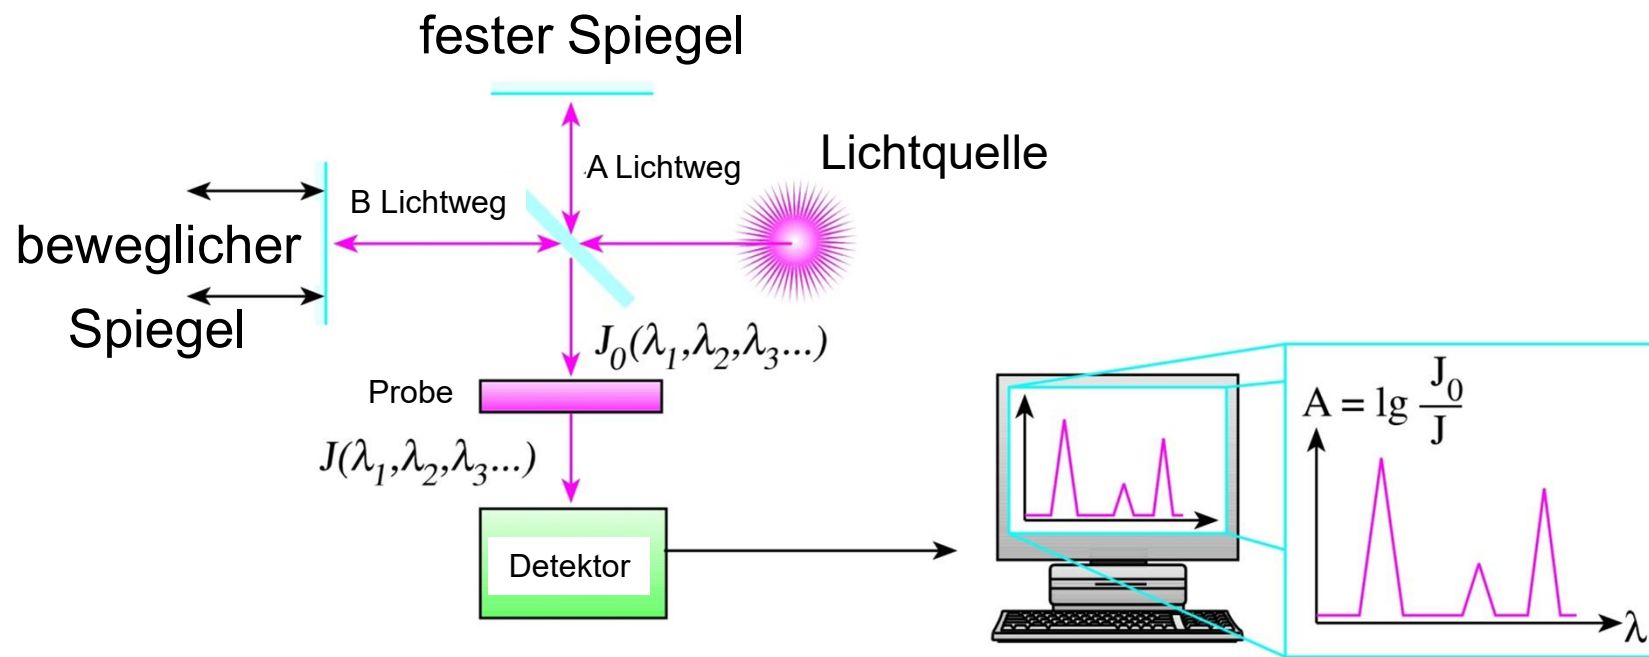 fester Spiegel
A Lichtweg
Lichtquelle
B Lichtweg
beweglicher
Spiegel
J₀(λ₁,λ₂,λ₃...)
Probe
J(λ₁,λ₂,λ₃...)
Detektor
A = lg J₀/J
λ